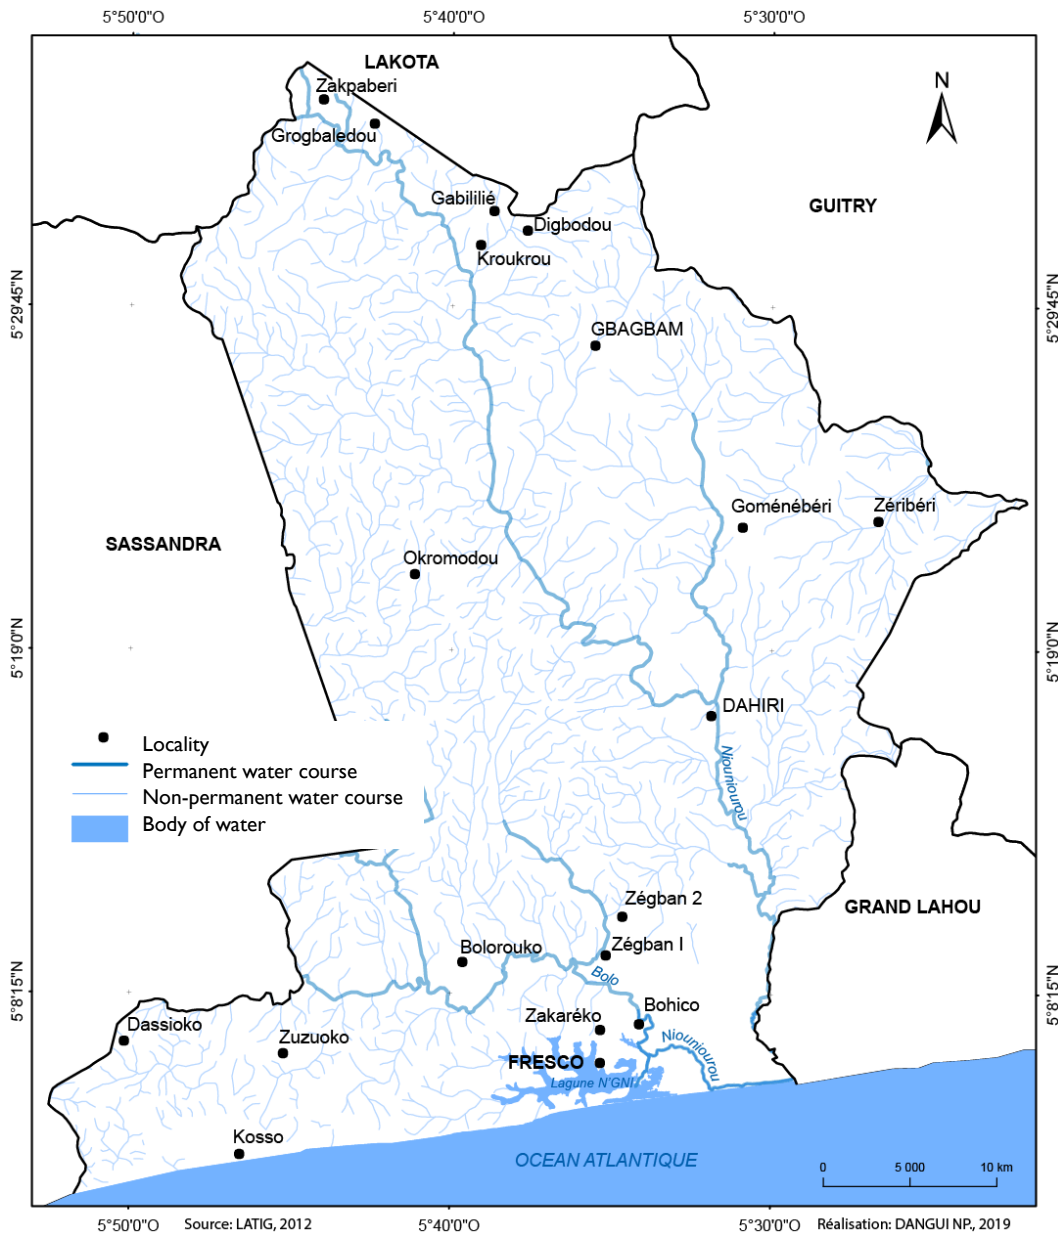 5°50'0"O
5°40'0"O
5°30'0"O
LAKOTA
Zakpaberi
N
Grogbaledou
Gabililié
GUITRY
Digbodou
Kroukrou
5°29'45"N
5°29'45"N
GBAGBAM
Goménébéri
Zéribéri
SASSANDRA
Okromodou
5°19'0"N
5°19'0"N
DAHIRI
Niouniourou
Locality
Permanent water course
Non-permanent water course
Body of water
Zégban 2
GRAND LAHOU
Zégban I
Bolorouko
Bolo
5°8'15"N
5°8'15"N
Bohico
Zakaréko
Dassioko
Zuzuoko
Niouniourou
FRESCO
Lagune N'GNI
Kosso
OCEAN ATLANTIQUE
0 5 000 10 km
5°50'0"O
Source: LATIG, 2012
5°40'0"O
5°30'0"O
Réalisation: DANGUI NP., 2019